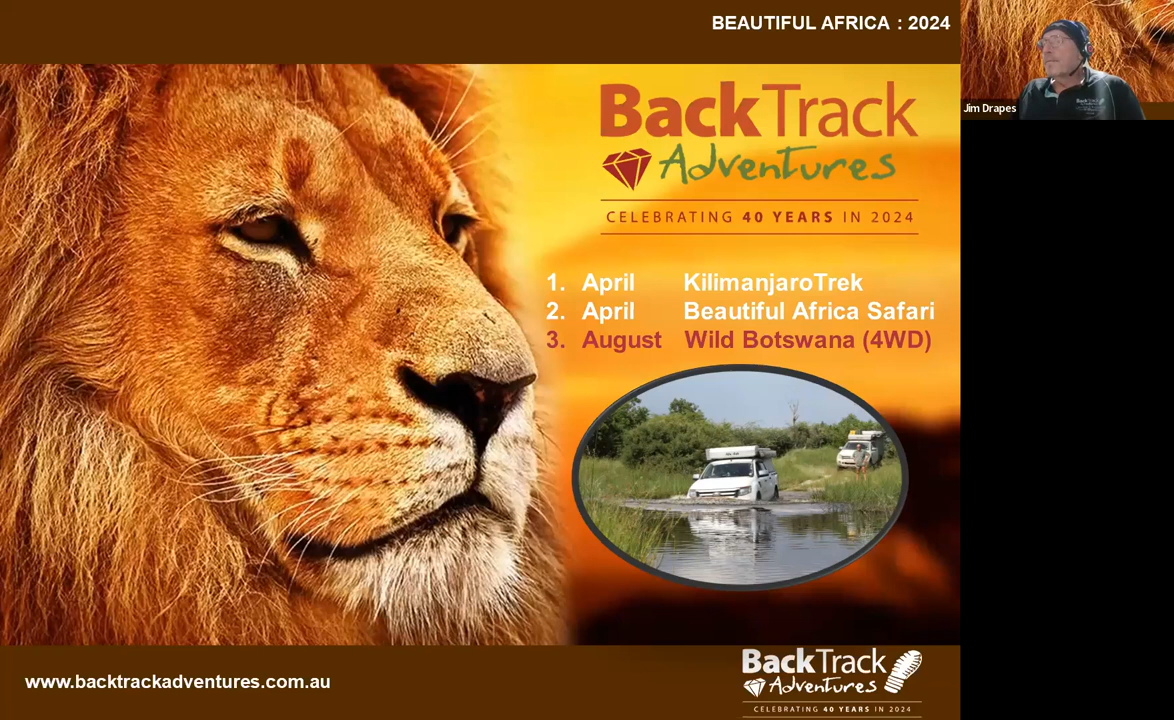 BEAUTIFUL AFRICA : 2024
Jim Drapes
BackTrack
Adventures
CELEBRATING 40 YEARS IN 2024
1. April KilimanjaroTrek
2. April Beautiful Africa Safari
3. August Wild Botswana (4WD)
www.backtrackadventures.com.au
BackTrack
Adventures
CELEBRATING 40 YEARS IN 2024